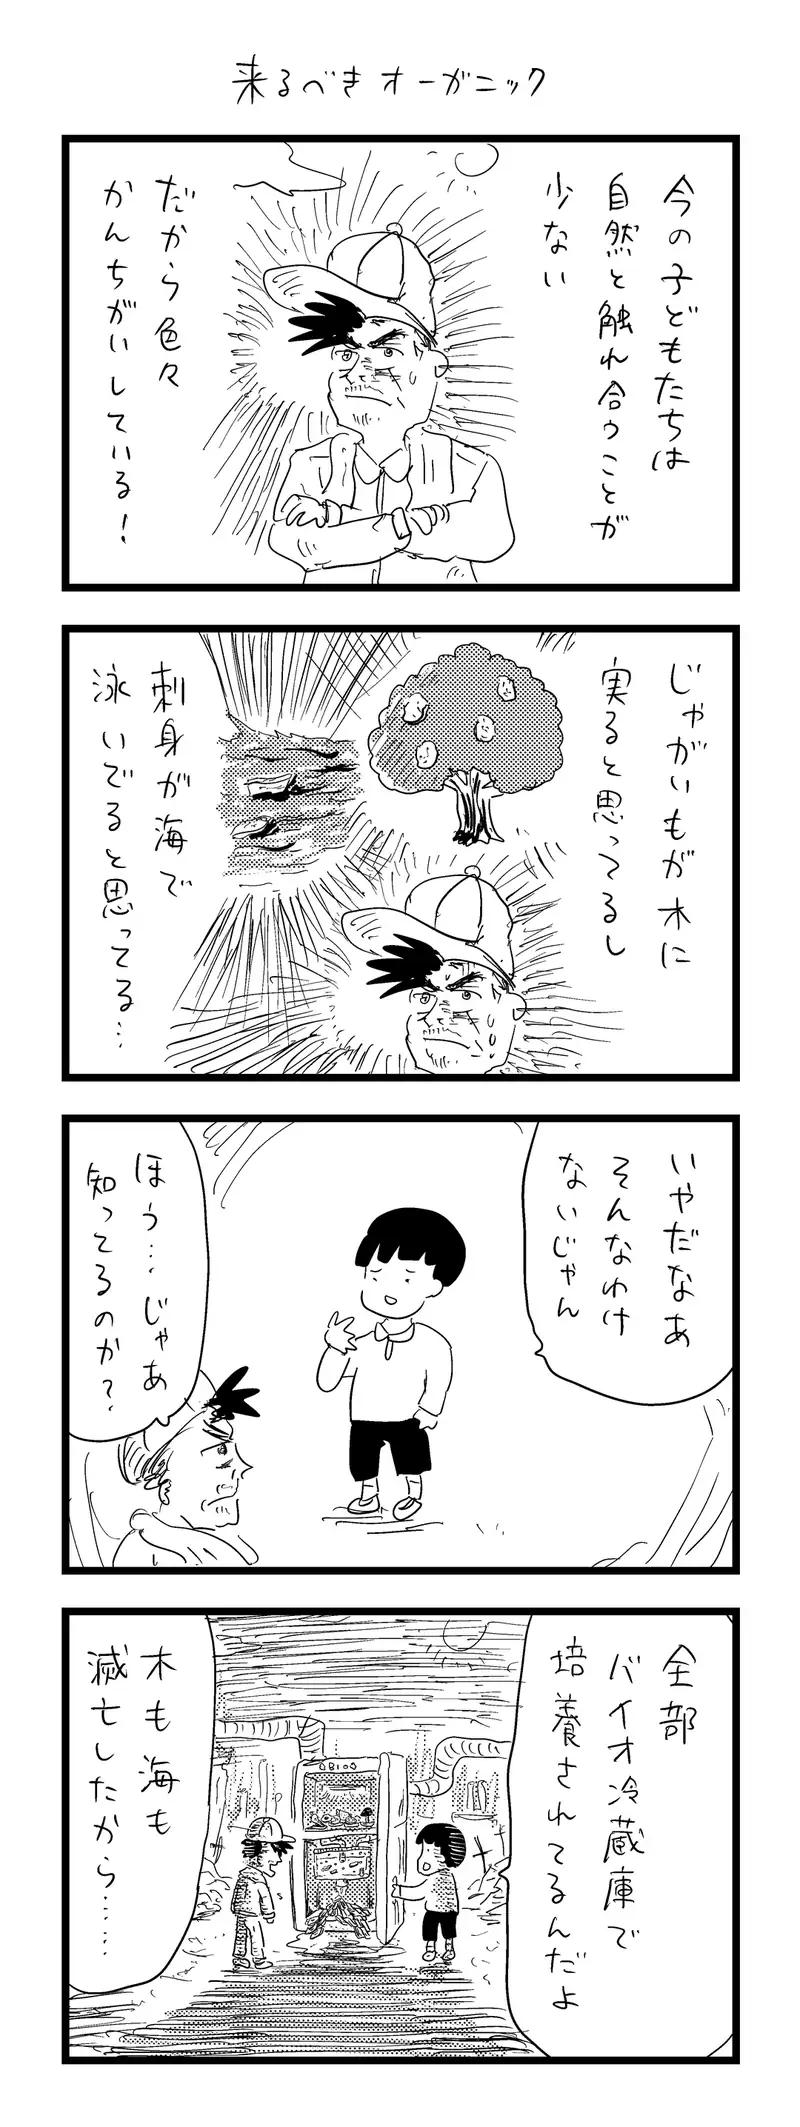 来るべきオーガニック
今の子どもたちは
自然と触れ合うことが
少ない
だから色々
かんちがいしている!
じゃがいもが木に
実ると思ってるし
刺身が海で
泳いでると思ってる…
いやだなあ
そんなわけ
ないじゃん
ほう…じゃあ
知ってるのか?
全部
バイオ冷蔵庫で
培養されてるんだよ
木も海も
滅亡したから……